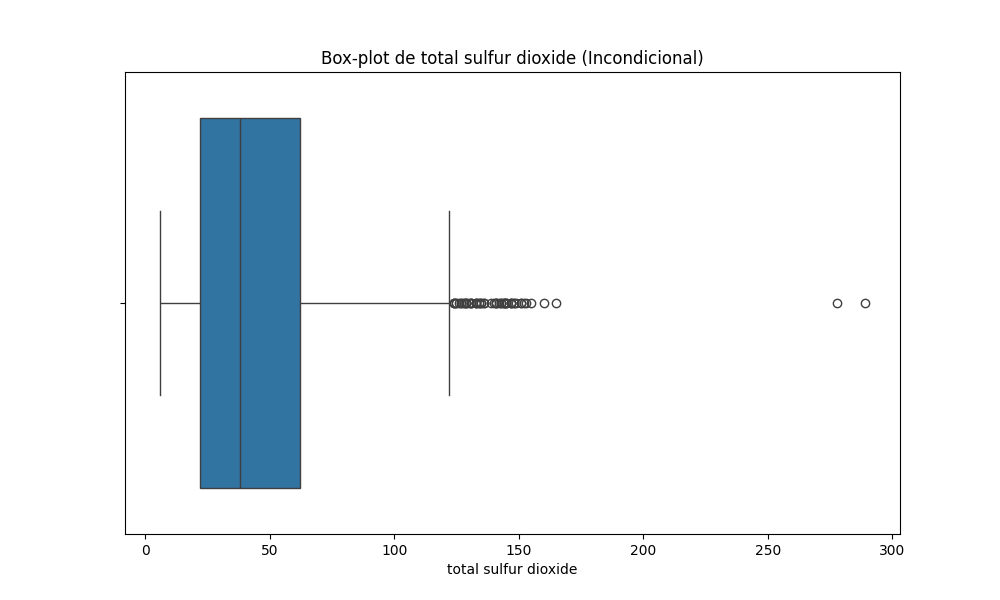 Box-plot de total sulfur dioxide (Incondicional)
0 50 100 150 200 250 300
total sulfur dioxide